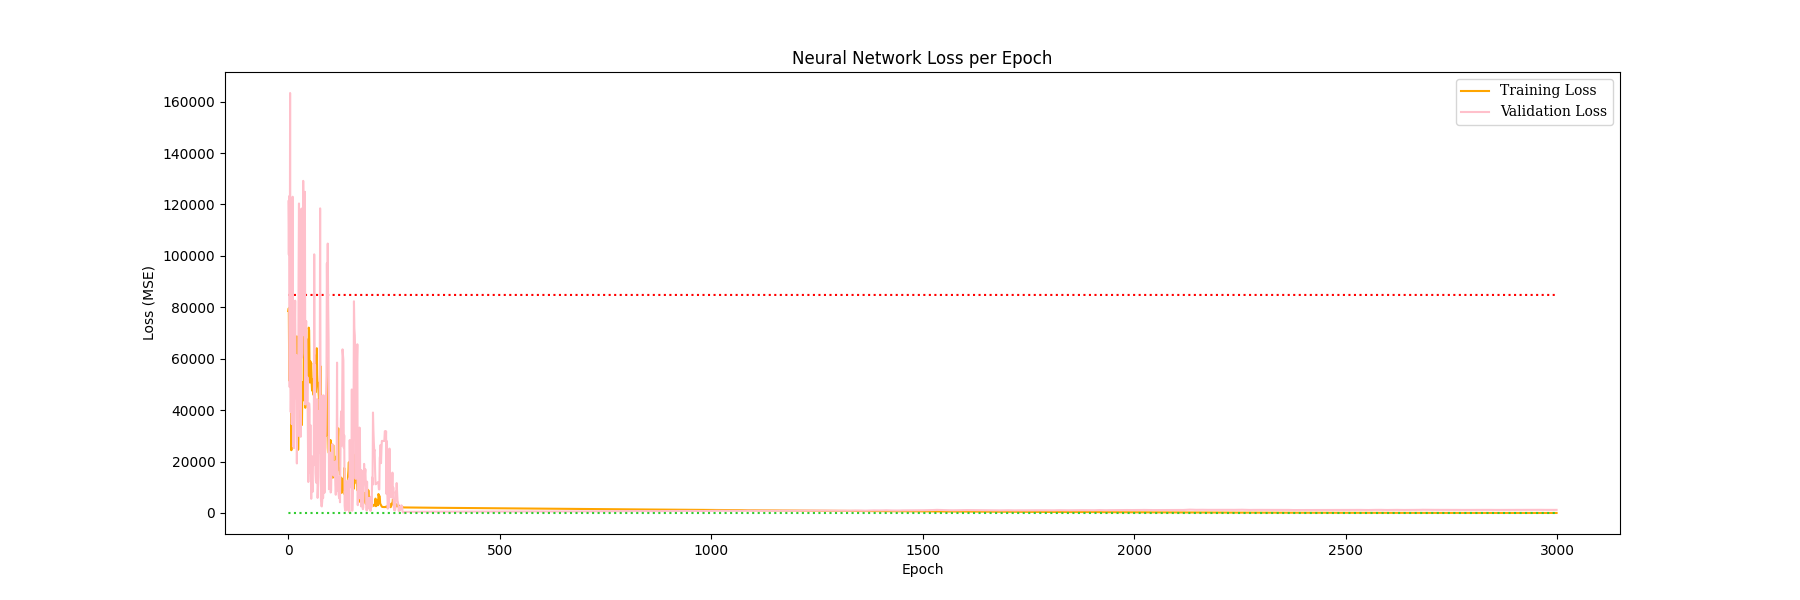 Neural Network Loss per Epoch
Training Loss
Validation Loss
160000
140000
120000
100000
80000
60000
40000
20000
0
Loss (MSE)
0 500 1000 1500 2000 2500 3000
Epoch